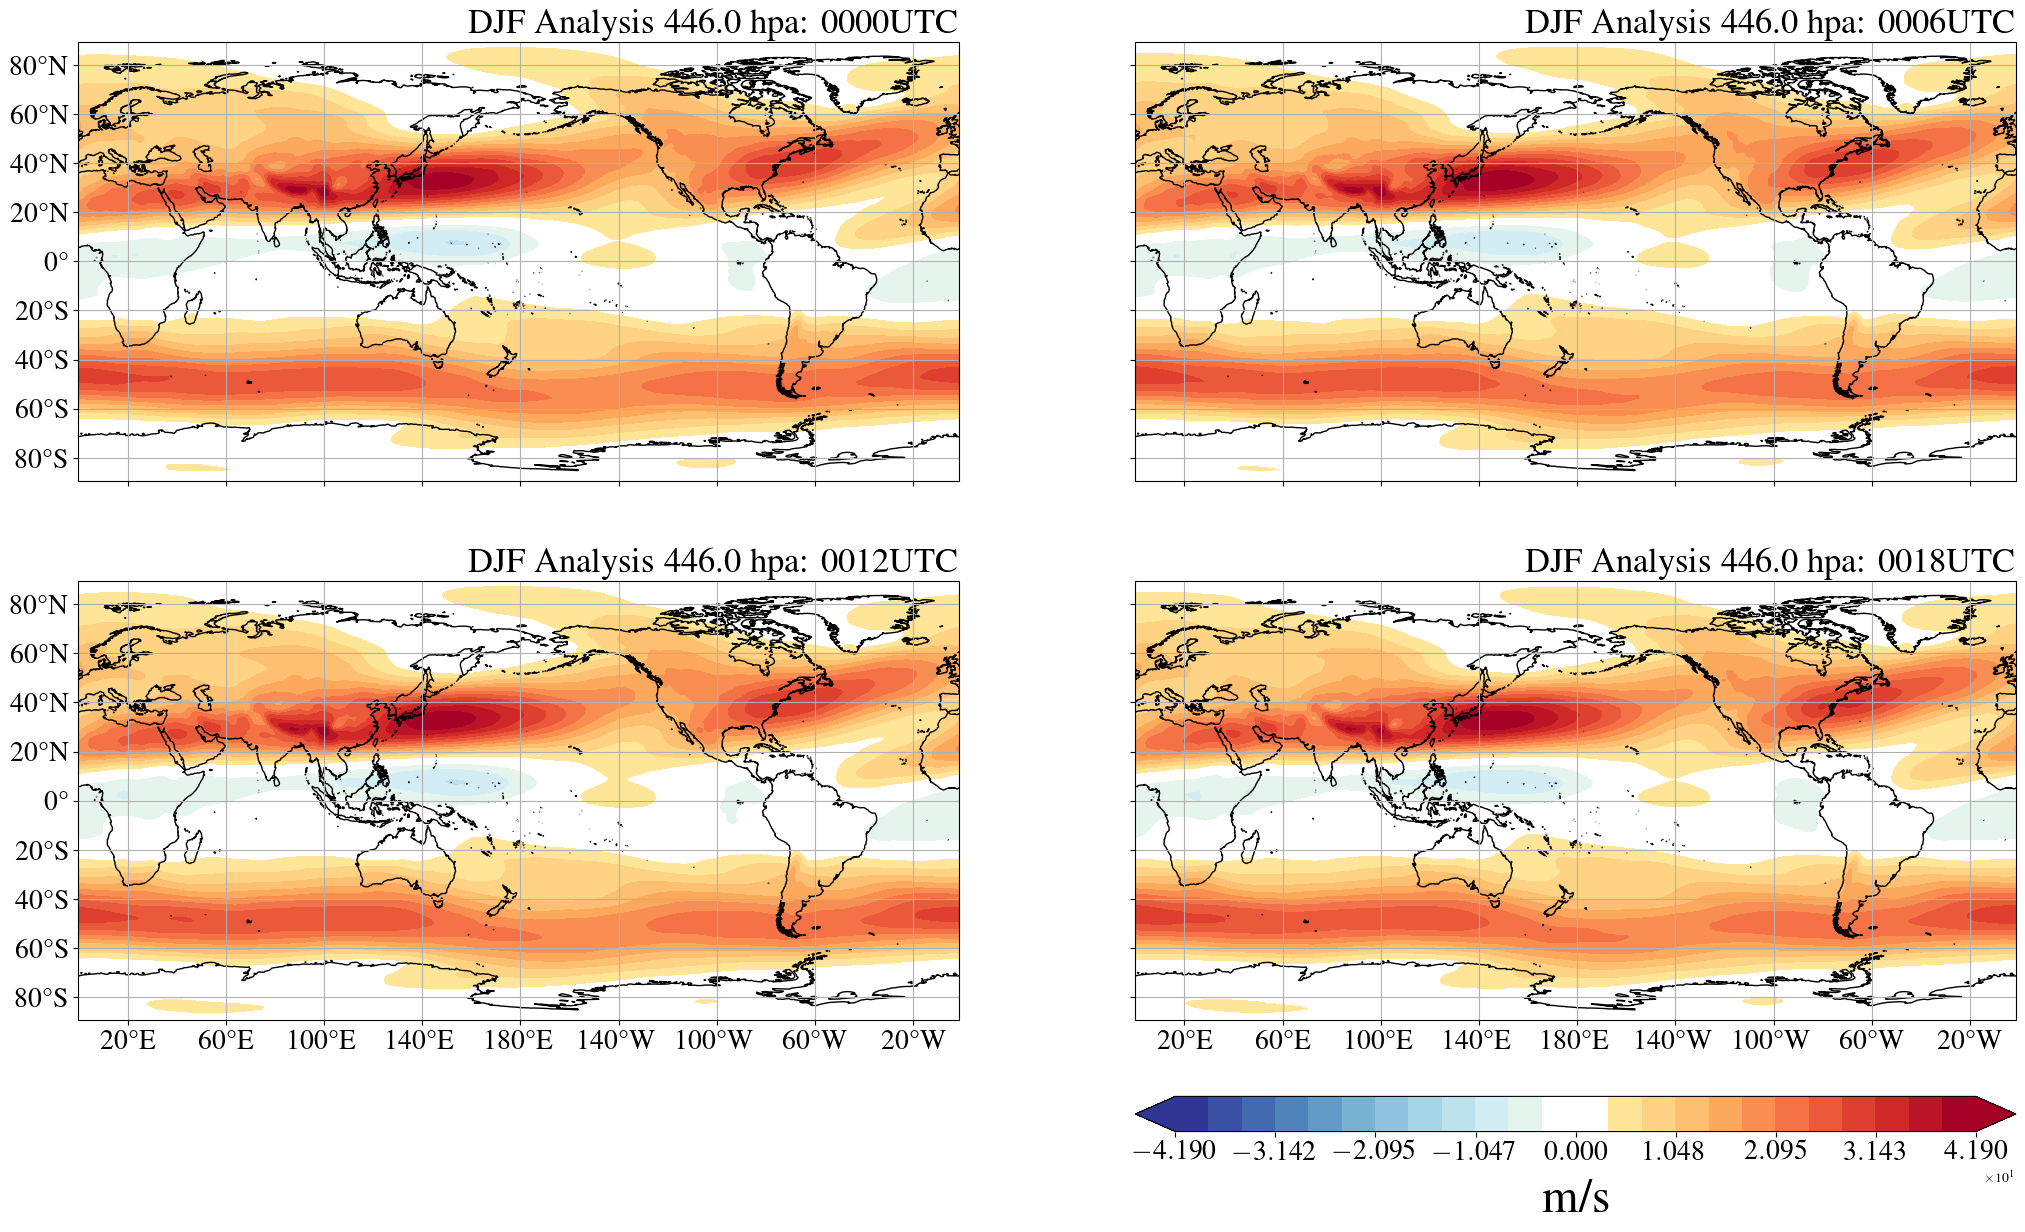 DJF Analysis 446.0 hpa: 0000UTC
DJF Analysis 446.0 hpa: 0006UTC
80°N
60°N
40°N
20°N
0°
20°S
40°S
60°S
80°S
DJF Analysis 446.0 hpa: 0012UTC
DJF Analysis 446.0 hpa: 0018UTC
80°N
60°N
40°N
20°N
0°
20°S
40°S
60°S
80°S
20°E 60°E 100°E 140°E 180°E 140°W 100°W 60°W 20°W
20°E 60°E 100°E 140°E 180°E 140°W 100°W 60°W 20°W
−4.190 −3.142 −2.095 −1.047 0.000 1.048 2.095 3.143 4.190
×10¹
m/s